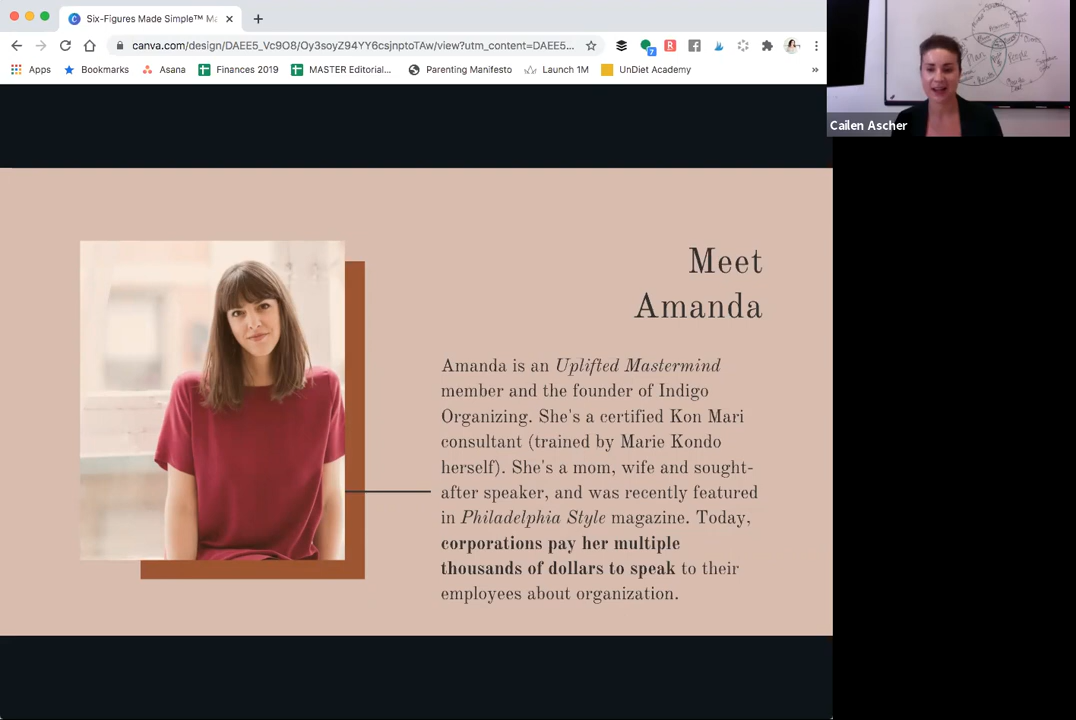 Six-Figures Made Simple™ Ma
canva.com/design/DAEE5_Vc9O8/Oy3soyZ94YY6csjnptoTAw/view?utm_content=DAEE5...
Apps
Bookmarks
Asana
Finances 2019
MASTER Editorial...
Parenting Manifesto
Launch 1M
UnDiet Academy
»
Cailen Ascher
Meet
Amanda
Amanda is an Uplifted Mastermind
member and the founder of Indigo
Organizing. She's a certified Kon Mari
consultant (trained by Marie Kondo
herself). She's a mom, wife and sought-
after speaker, and was recently featured
in Philadelphia Style magazine. Today,
corporations pay her multiple
thousands of dollars to speak to their
employees about organization.